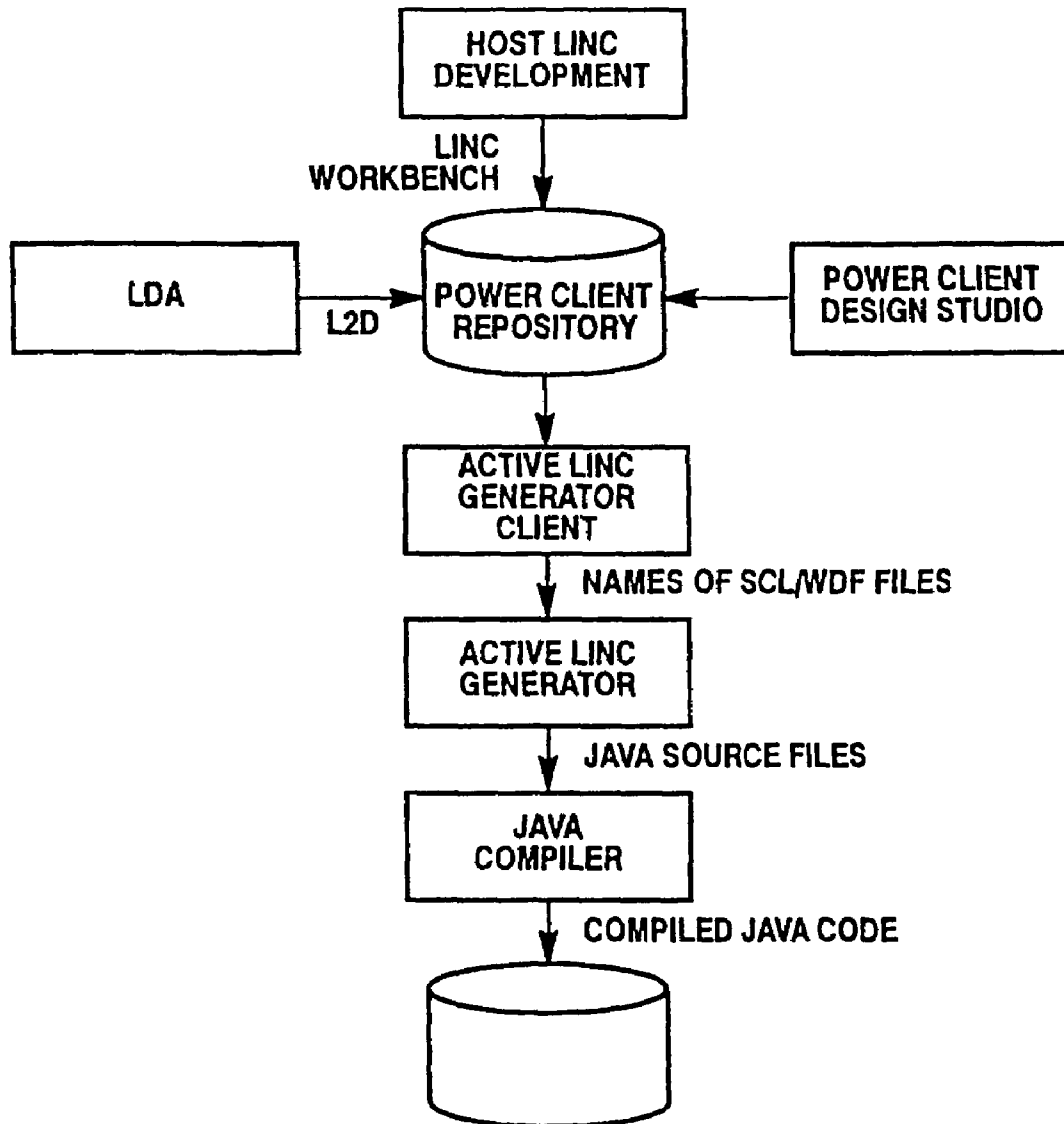 HOST LINC
DEVELOPMENT
LINC
WORKBENCH
LDA
L2D
POWER CLIENT
REPOSITORY
POWER CLIENT
DESIGN STUDIO
ACTIVE LINC
GENERATOR
CLIENT
NAMES OF SCL/WDF FILES
ACTIVE LINC
GENERATOR
JAVA SOURCE FILES
JAVA
COMPILER
COMPILED JAVA CODE